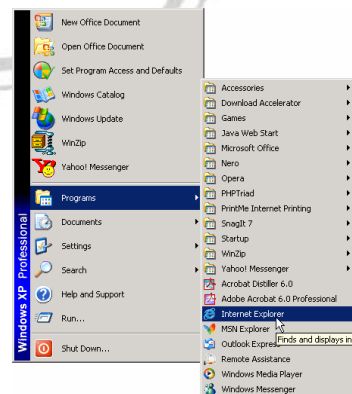 New Office Document
Open Office Document
Set Program Access and Defaults
Windows Catalog
Windows Update
WinZip
Yahoo! Messenger
Programs
Documents
Settings
Search
Help and Support
Run...
Shut Down...
Windows XP Professional
Accessories
Download Accelerator
Games
Java Web Start
Microsoft Office
Nero
Opera
PHPTriad
PrintMe Internet Printing
SnagIt 7
Startup
WinZip
Yahoo! Messenger
Acrobat Distiller 6.0
Adobe Acrobat 6.0 Professional
Internet Explorer
MSN Explorer
Outlook Expres
Finds and displays in
Remote Assistance
Windows Media Player
Windows Messenger